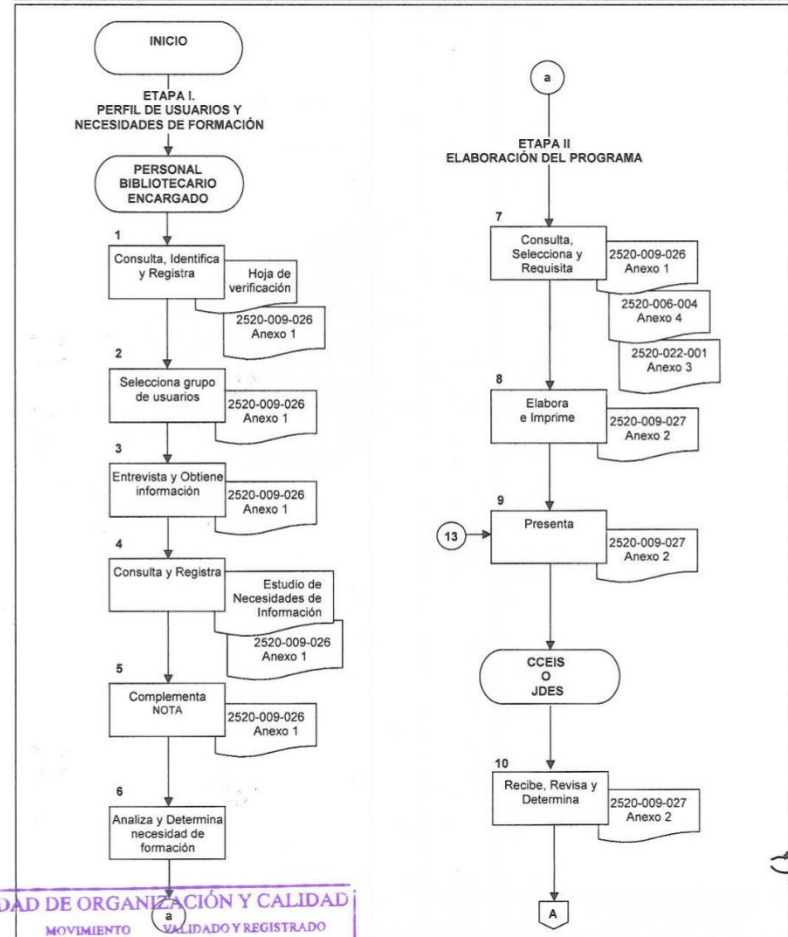 INICIO
ETAPA I.
PERFIL DE USUARIOS Y
NECESIDADES DE FORMACIÓN
PERSONAL
BIBLIOTECARIO
ENCARGADO
1
Consulta, Identifica
y Registra
Hoja de
verificación
2520-009-026
Anexo 1
2
Selecciona grupo
de usuarios
2520-009-026
Anexo 1
3
Entrevista y Obtiene
información
2520-009-026
Anexo 1
4
Consulta y Registra
Estudio de
Necesidades de
Información
2520-009-026
Anexo 1
5
Complementa
NOTA
2520-009-026
Anexo 1
6
Analiza y Determina
necesidad de
formación
a
DAD DE ORGANIZACIÓN Y CALIDAD
MOVIMIENTO VALIDADO Y REGISTRADO
a
ETAPA II
ELABORACIÓN DEL PROGRAMA
7
Consulta,
Selecciona y
Requisita
2520-009-026
Anexo 1
2520-006-004
Anexo 4
2520-022-001
Anexo 3
8
Elabora
e Imprime
2520-009-027
Anexo 2
9
13
Presenta
2520-009-027
Anexo 2
CCEIS
O
JDES
10
Recibe, Revisa y
Determina
2520-009-027
Anexo 2
A